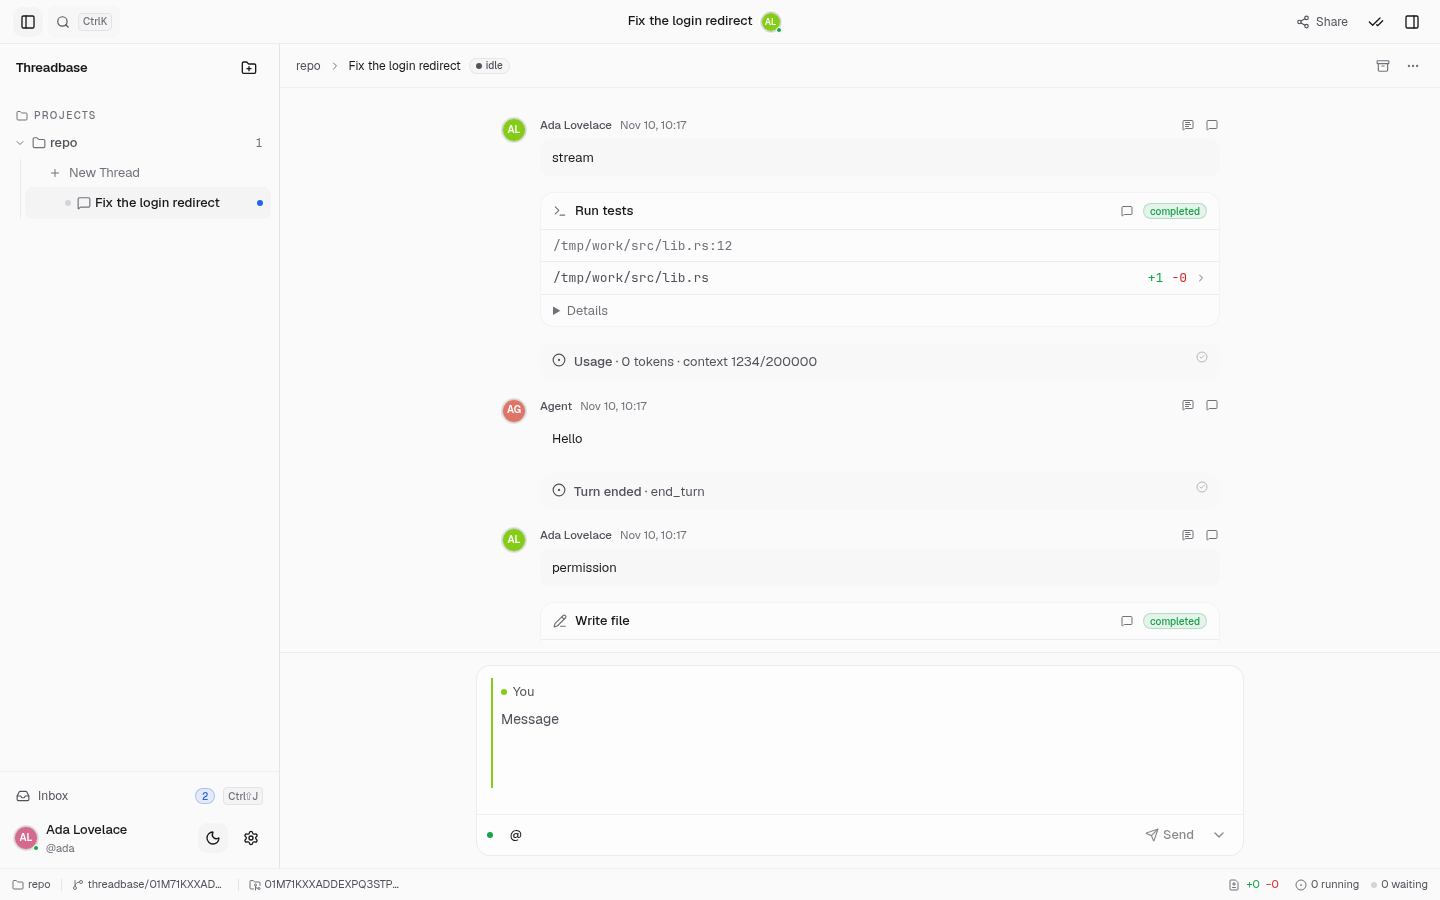 CtrlK
Fix the login redirect AL
Share
Threadbase
repo Fix the login redirect idle
PROJECTS
repo 1
New Thread
Fix the login redirect
AL Ada Lovelace Nov 10, 10:17
stream
Run tests completed
/tmp/work/src/lib.rs:12
/tmp/work/src/lib.rs +1 -0
Details
Usage · 0 tokens · context 1234/200000
AG Agent Nov 10, 10:17
Hello
Turn ended · end_turn
AL Ada Lovelace Nov 10, 10:17
permission
Write file completed
You
Message
@ Send
Inbox 2 Ctrl⇧J
AL Ada Lovelace
@ada
repo threadbase/01M71KXXAD... 01M71KXXADDEXPQ3STP... +0 −0 0 running 0 waiting